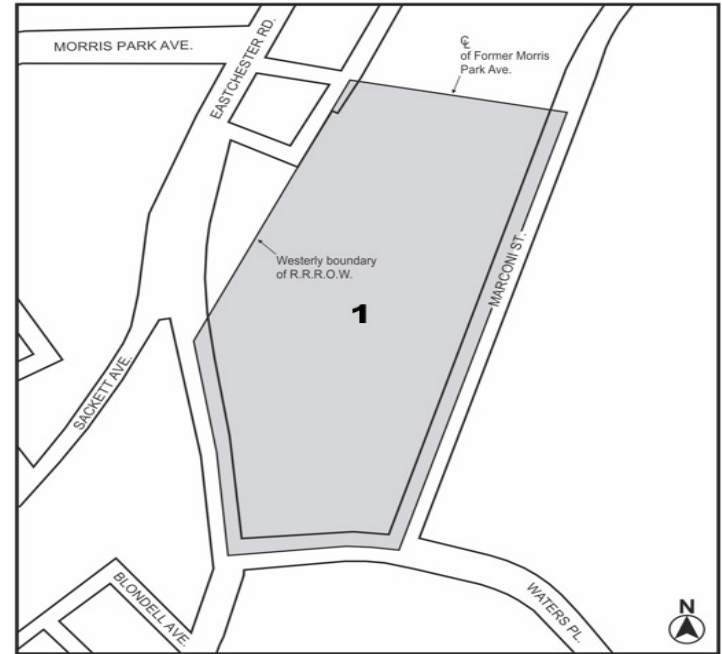 MORRIS PARK AVE.
EASTCHESTER RD.
℄
of Former Morris
Park Ave.
Westerly boundary
of R.R.R.O.W.
MARCONI ST.
1
SACKETT AVE.
BLONDELL AVE.
WATERS PL.
N